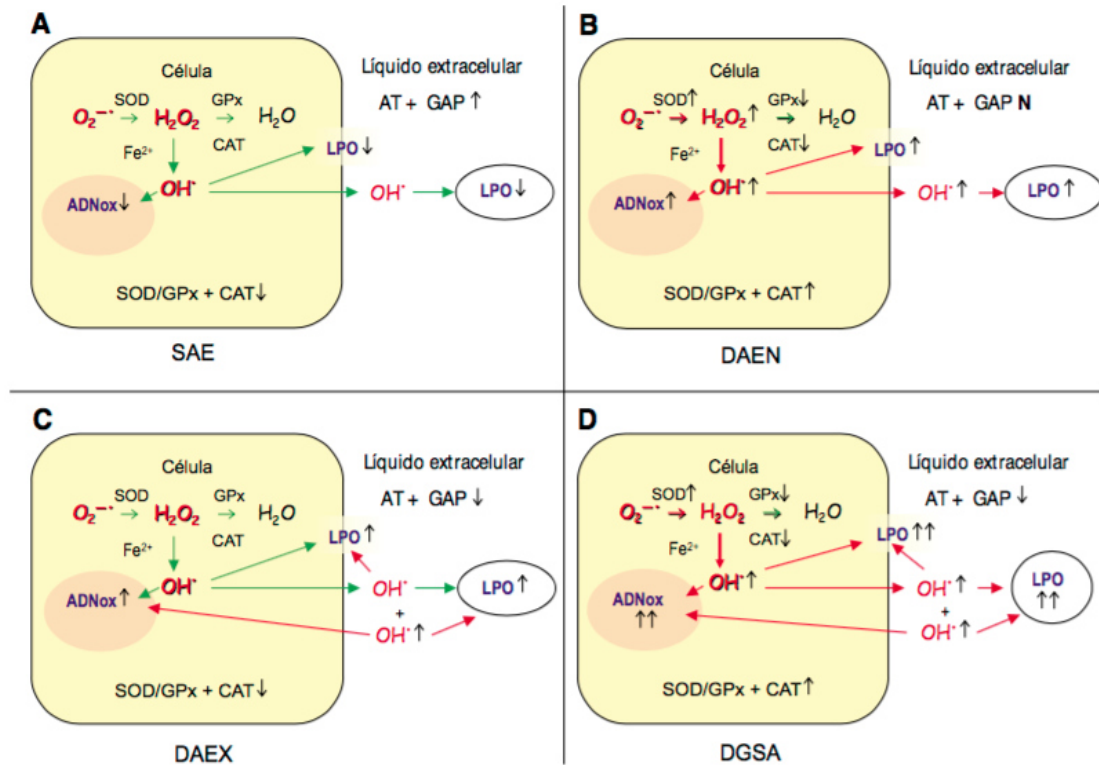 A
Célula
Líquido extracelular
AT + GAP ↑
SOD GPx
O₂⁻˙ → H₂O₂ → H₂O
Fe²⁺ CAT
LPO↓
OH˙
ADNox↓
OH˙
LPO↓
SOD/GPx + CAT↓
SAE
B
Célula
Líquido extracelular
AT + GAP N
SOD↑ GPx↓
O₂⁻˙ → H₂O₂↑ → H₂O
Fe²⁺ CAT↓
LPO↑
OH˙↑
ADNox↑
OH˙↑
LPO↑
SOD/GPx + CAT↑
DAEN
C
Célula
Líquido extracelular
AT + GAP ↓
SOD GPx
O₂⁻˙ → H₂O₂ → H₂O
Fe²⁺ CAT
LPO↑
OH˙
ADNox↑
OH˙
LPO↑
+
OH˙↑
SOD/GPx + CAT↓
DAEX
D
Célula
Líquido extracelular
AT + GAP ↓
SOD↑ GPx↓
O₂⁻˙ → H₂O₂ → H₂O
Fe²⁺ CAT↓
LPO↑↑
OH˙↑
ADNox
↑↑
OH˙↑
LPO
↑↑
+
OH˙↑
SOD/GPx + CAT↑
DGSA